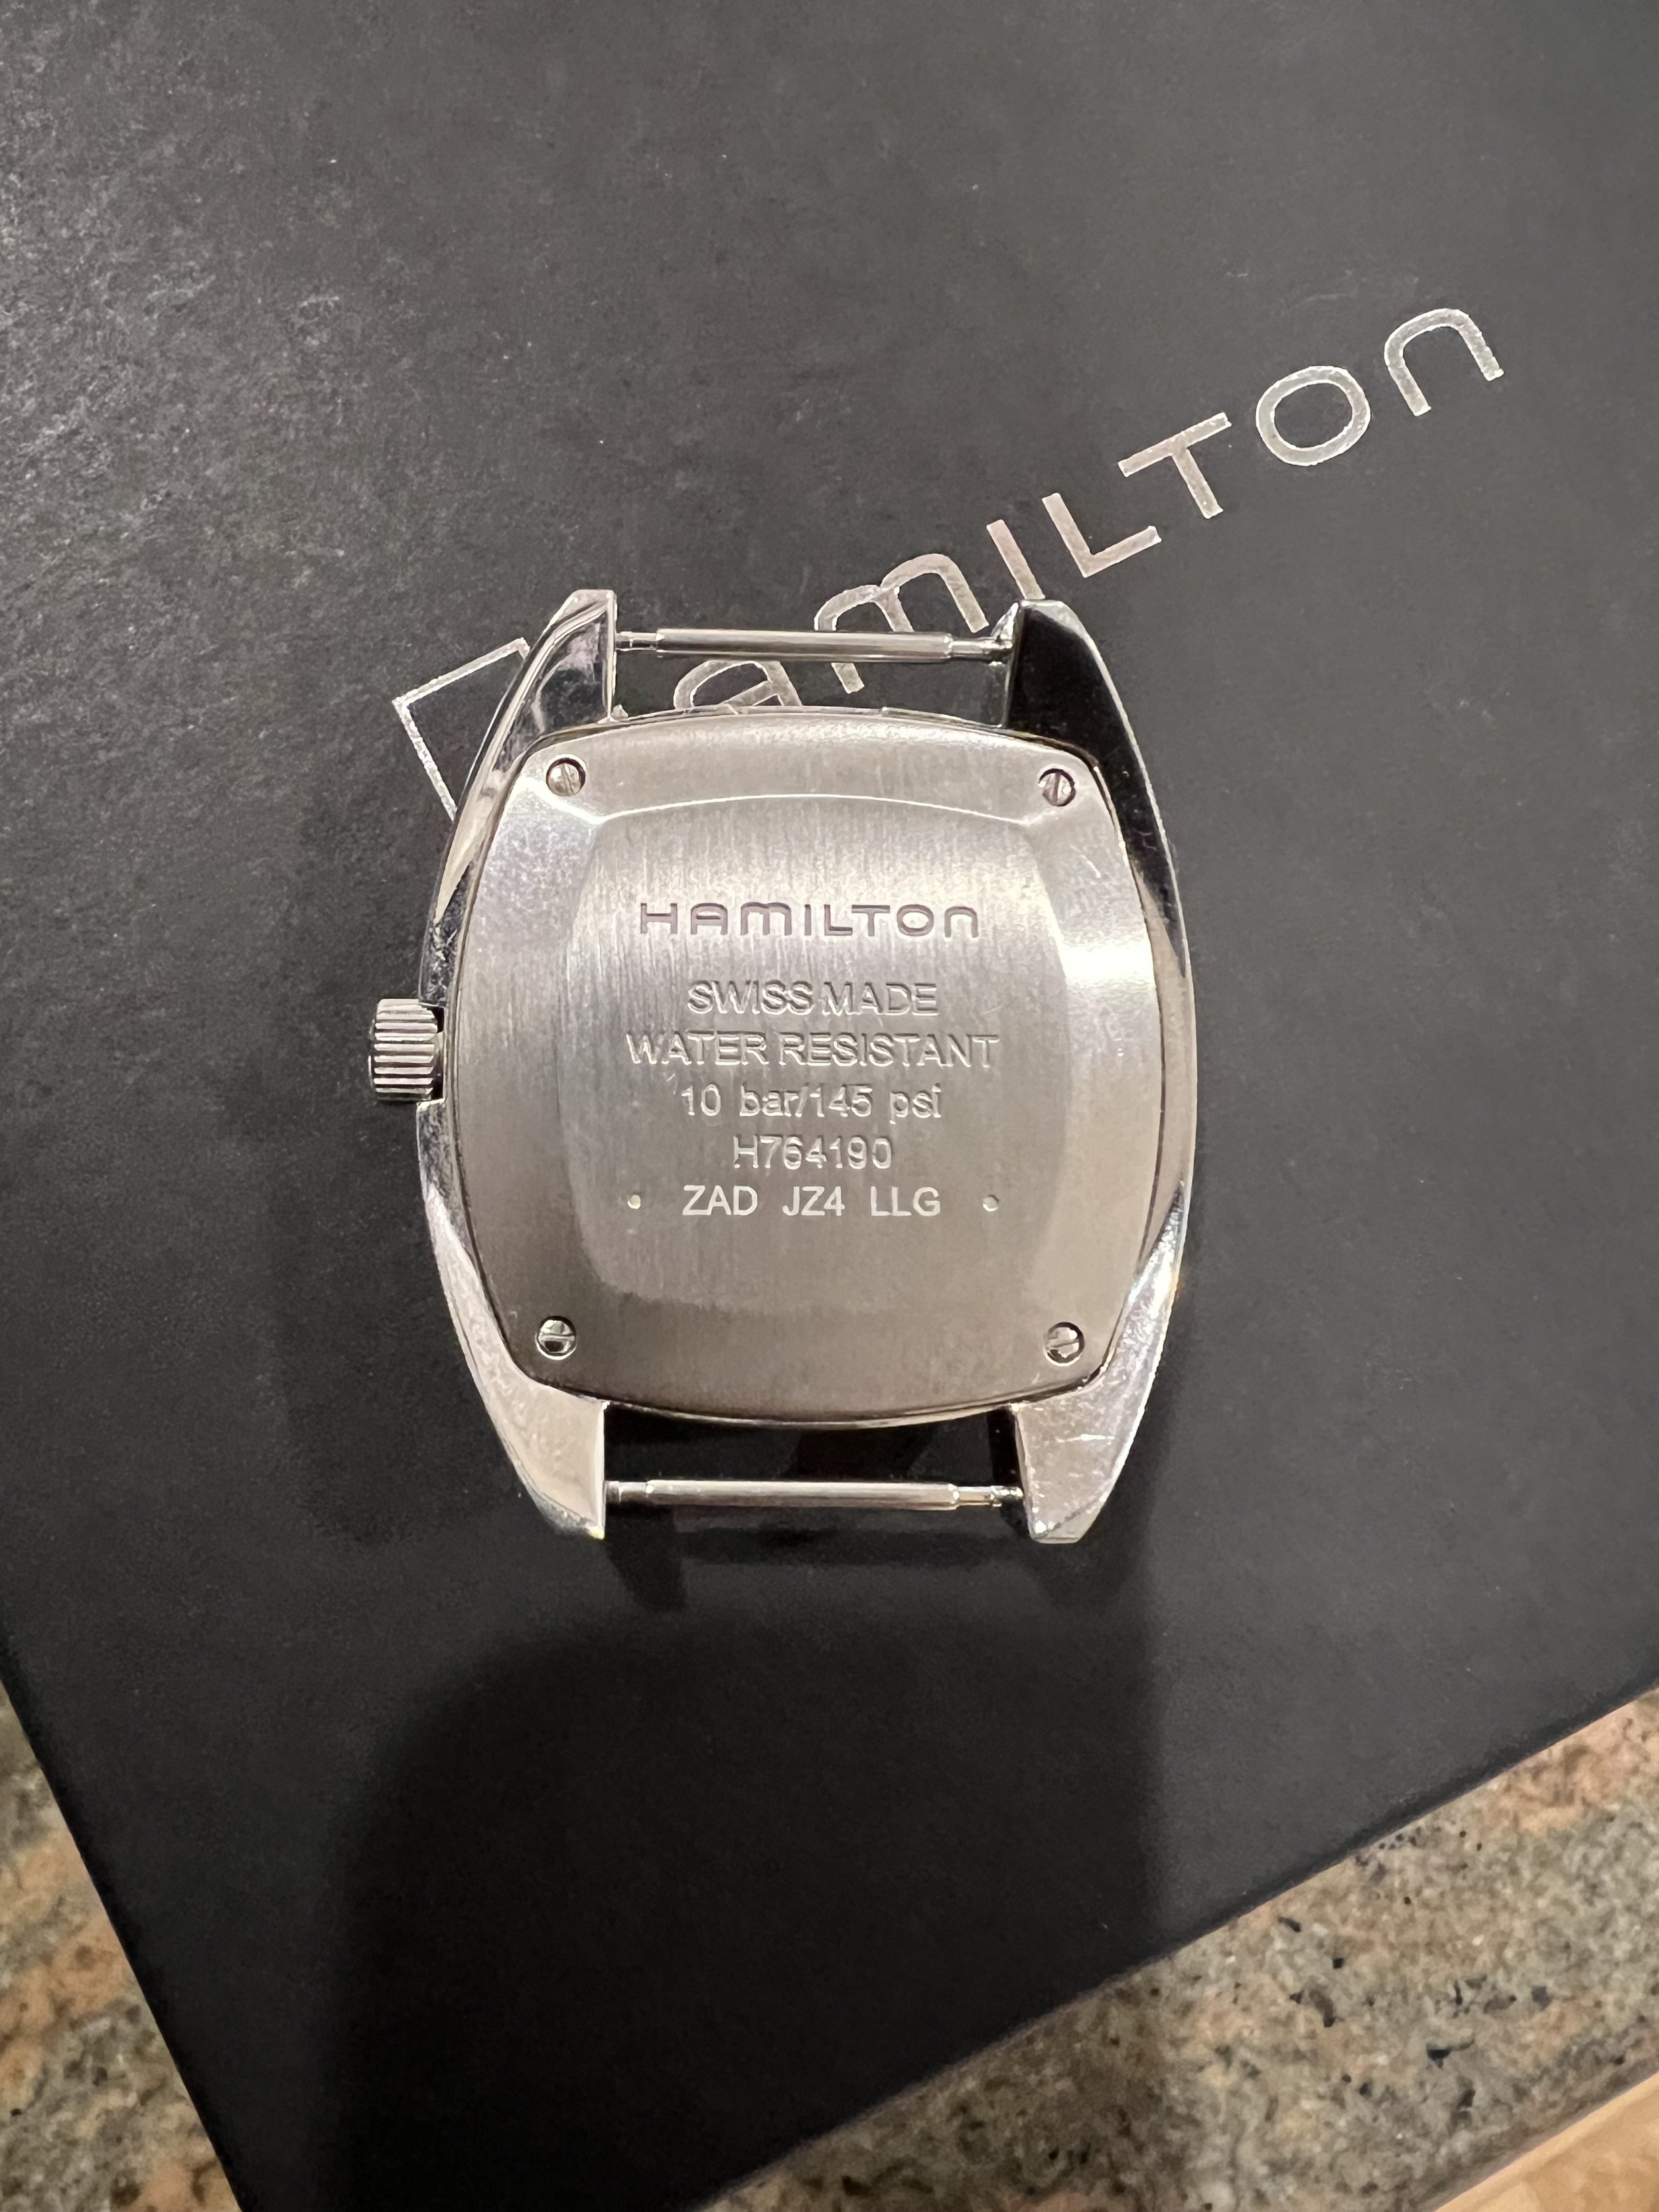 HAMILTON
HAMILTON
SWISS MADE
WATER RESISTANT
10 bar/145 psi
H764190
ZAD JZ4 LLG